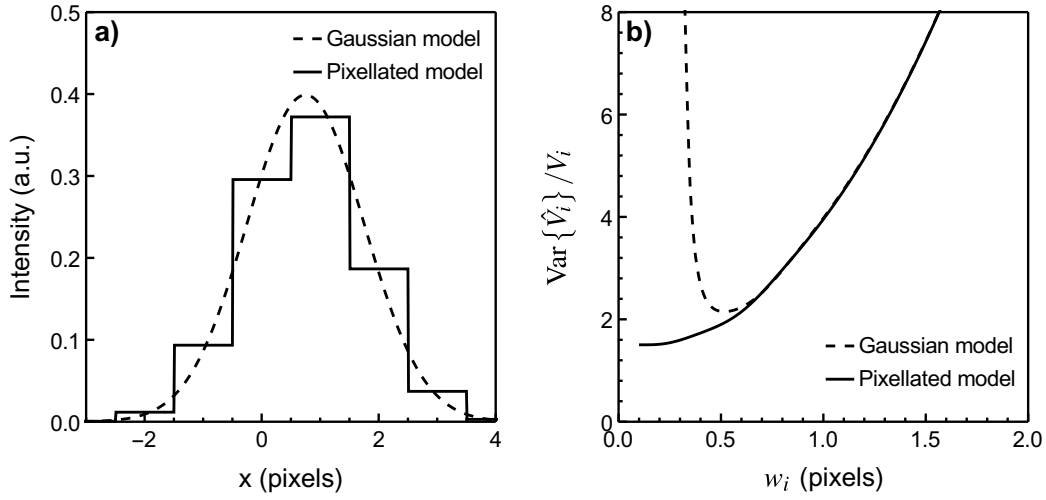 a)
Gaussian model
Pixellated model
Intensity (a.u.)
0.5
0.4
0.3
0.2
0.1
0.0
−2
0
2
4
x (pixels)
b)
Var{V̂ᵢ}/Vᵢ
8
6
4
2
0
Gaussian model
Pixellated model
0.0
0.5
1.0
1.5
2.0
wᵢ (pixels)